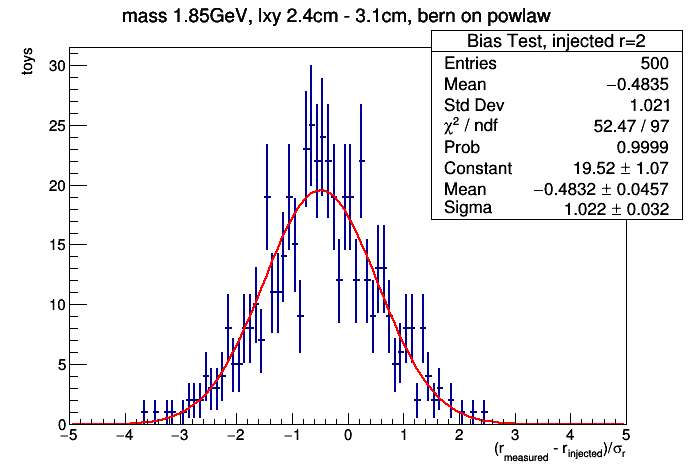 mass 1.85GeV, lxy 2.4cm - 3.1cm, bern on powlaw
Bias Test, injected r=2
Entries 500
Mean −0.4835
Std Dev 1.021
χ² / ndf 52.47 / 97
Prob 0.9999
Constant 19.52 ± 1.07
Mean −0.4832 ± 0.0457
Sigma 1.022 ± 0.032
toys
30
25
20
15
10
5
0
−5 −4 −3 −2 −1 0 1 2 3 4 5
(r_measured - r_injected)/σ_r